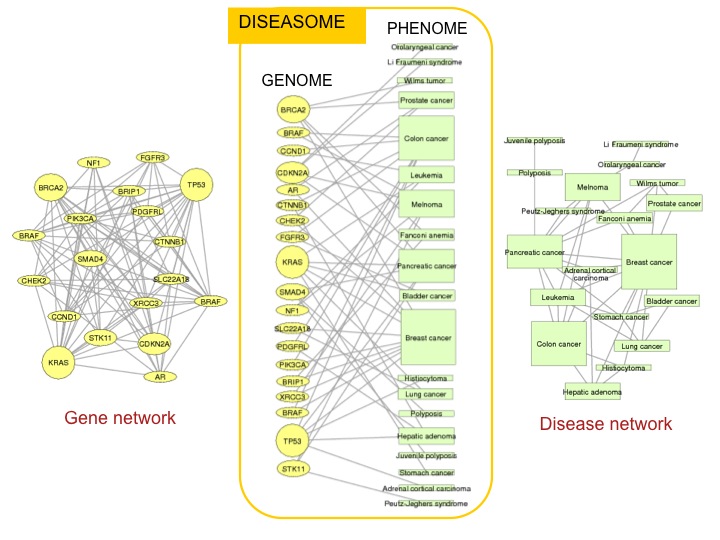 DISEASOME
PHENOME
GENOME
Orolaryngeal cancer
Li Fraumeni syndrome
Wilms tumor
Prostate cancer
Colon cancer
Leukemia
Melnoma
Fanconi anemia
Pancreatic cancer
Bladder cancer
Breast cancer
Histiocytoma
Lung cancer
Polyposis
Hepatic adenoma
Juvenile polyposis
Stomach cancer
Adrenal cortical carcinoma
Peutz-Jeghers syndrome
BRCA2
BRAF
CCND1
CDKN2A
AR
CTNNB1
CHEK2
FGFR3
KRAS
SMAD4
NF1
SLC22A18
PDGFRL
PIK3CA
BRIP1
XRCC3
BRAF
TP53
STK11
NF1
FGFR3
BRCA2
BRIP1
TP53
PIK3CA
PDGFRL
BRAF
CTNNB1
SMAD4
CHEK2
SLC22A18
XRCC3
BRAF
CCND1
STK11
CDKN2A
KRAS
AR
Gene network
Juvenile polyposis
Li Fraumeni syndrome
Orolaryngeal cancer
Polyposis
Melnoma
Wilms tumor
Prostate cancer
Peutz-Jeghers syndrome
Fanconi anemia
Pancreatic cancer
Breast cancer
Adrenal cortical
carcinoma
Leukemia
Bladder cancer
Stomach cancer
Colon cancer
Lung cancer
Histiocytoma
Hepatic adenoma
Disease network